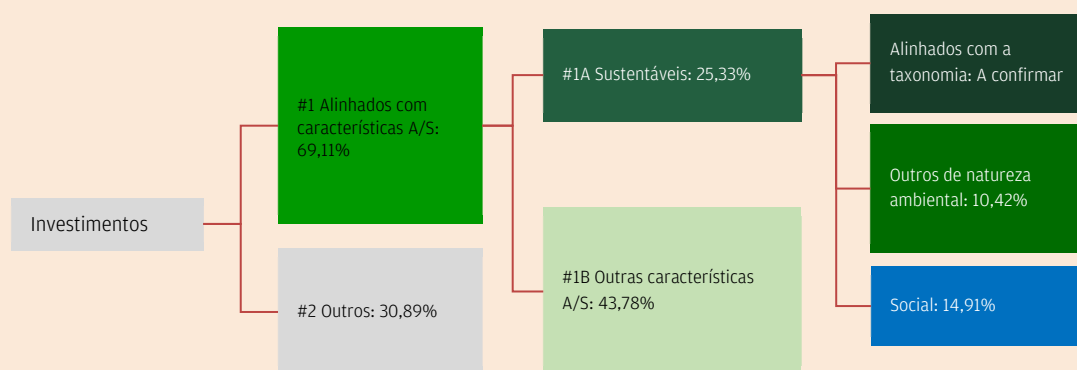 Investimentos
#1 Alinhados com
características A/S:
69,11%
#2 Outros: 30,89%
#1A Sustentáveis: 25,33%
#1B Outras características
A/S: 43,78%
Alinhados com a
taxonomia: A confirmar
Outros de natureza
ambiental: 10,42%
Social: 14,91%